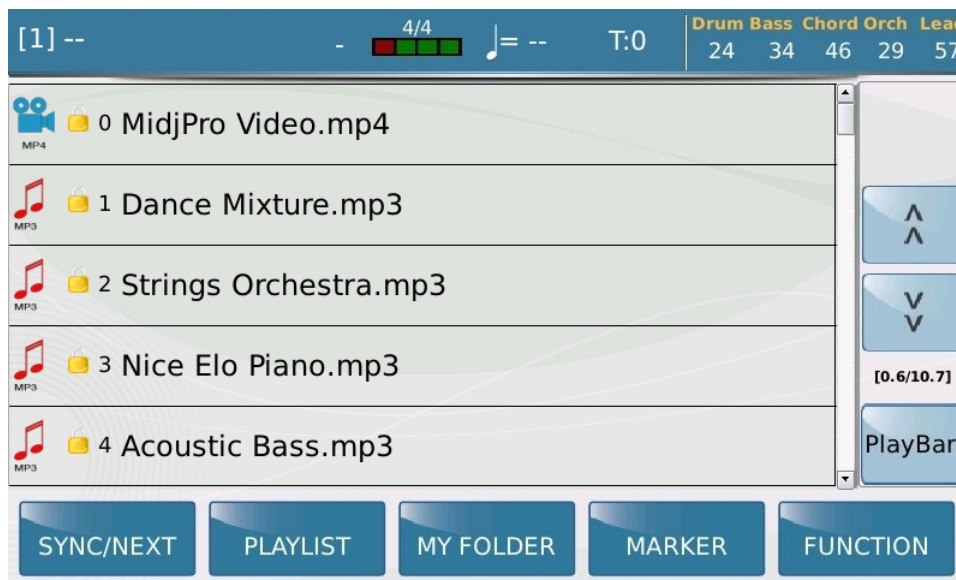 [1] --
-
4/4
= --
T:0
Drum Bass Chord Orch Lead
24 34 46 29 57
MP4 0 MidjPro Video.mp4
MP3 1 Dance Mixture.mp3
MP3 2 Strings Orchestra.mp3
MP3 3 Nice Elo Piano.mp3
MP3 4 Acoustic Bass.mp3
[0.6/10.7]
PlayBar
SYNC/NEXT
PLAYLIST
MY FOLDER
MARKER
FUNCTION